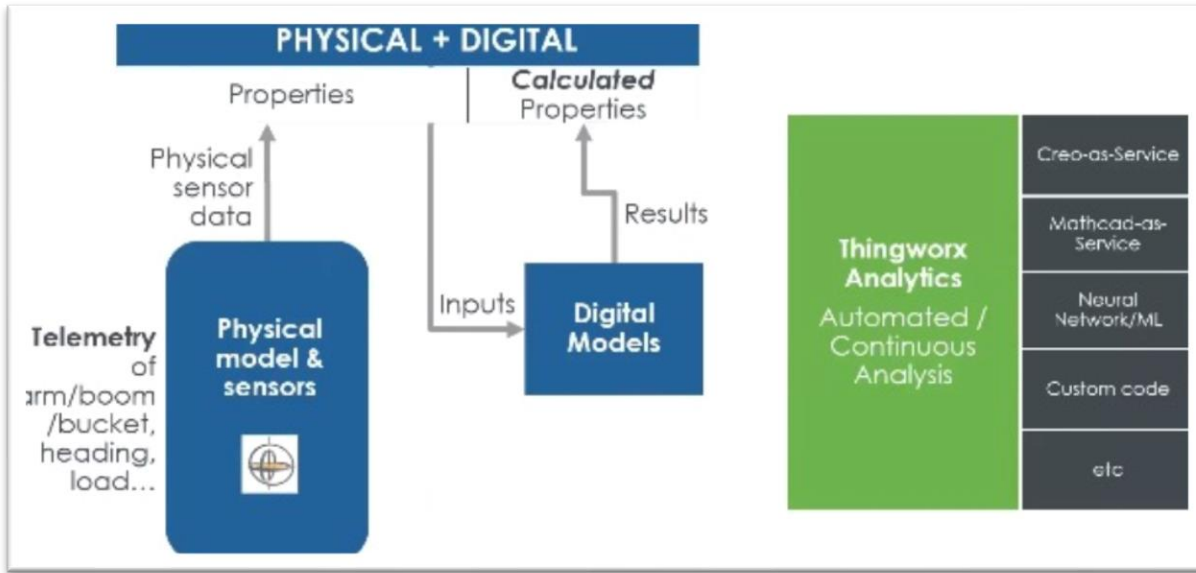 PHYSICAL + DIGITAL
Properties
Calculated
Properties
Physical
sensor
data
Results
Inputs
Telemetry
of
arm/boom
/bucket,
heading,
load...
Physical
model &
sensors
Digital
Models
Thingworx
Analytics
Automated /
Continuous
Analysis
Creo-as-Service
Mathcad-as-
Service
Neural
Network/ML
Custom code
etc